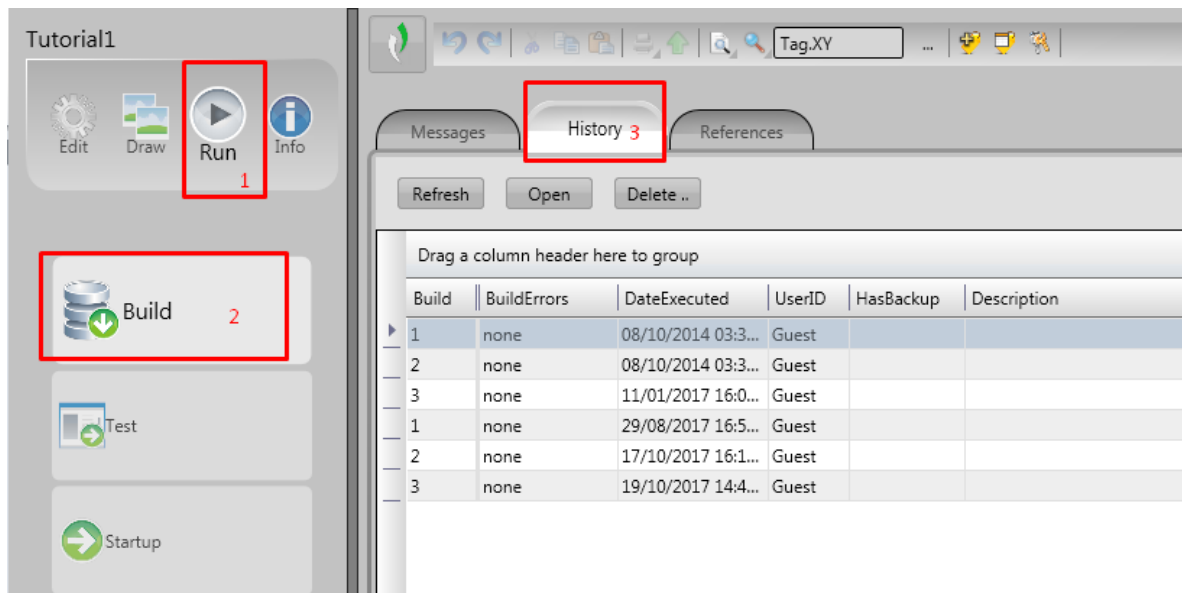 Tutorial1
Edit
Draw
Run
Info
1
Build
2
Test
Startup
Tag.XY
...
Messages
History 3
References
Refresh
Open
Delete ..
Drag a column header here to group
Build BuildErrors DateExecuted UserID HasBackup Description
1 none 08/10/2014 03:3... Guest
2 none 08/10/2014 03:3... Guest
3 none 11/01/2017 16:0... Guest
1 none 29/08/2017 16:5... Guest
2 none 17/10/2017 16:1... Guest
3 none 19/10/2017 14:4... Guest